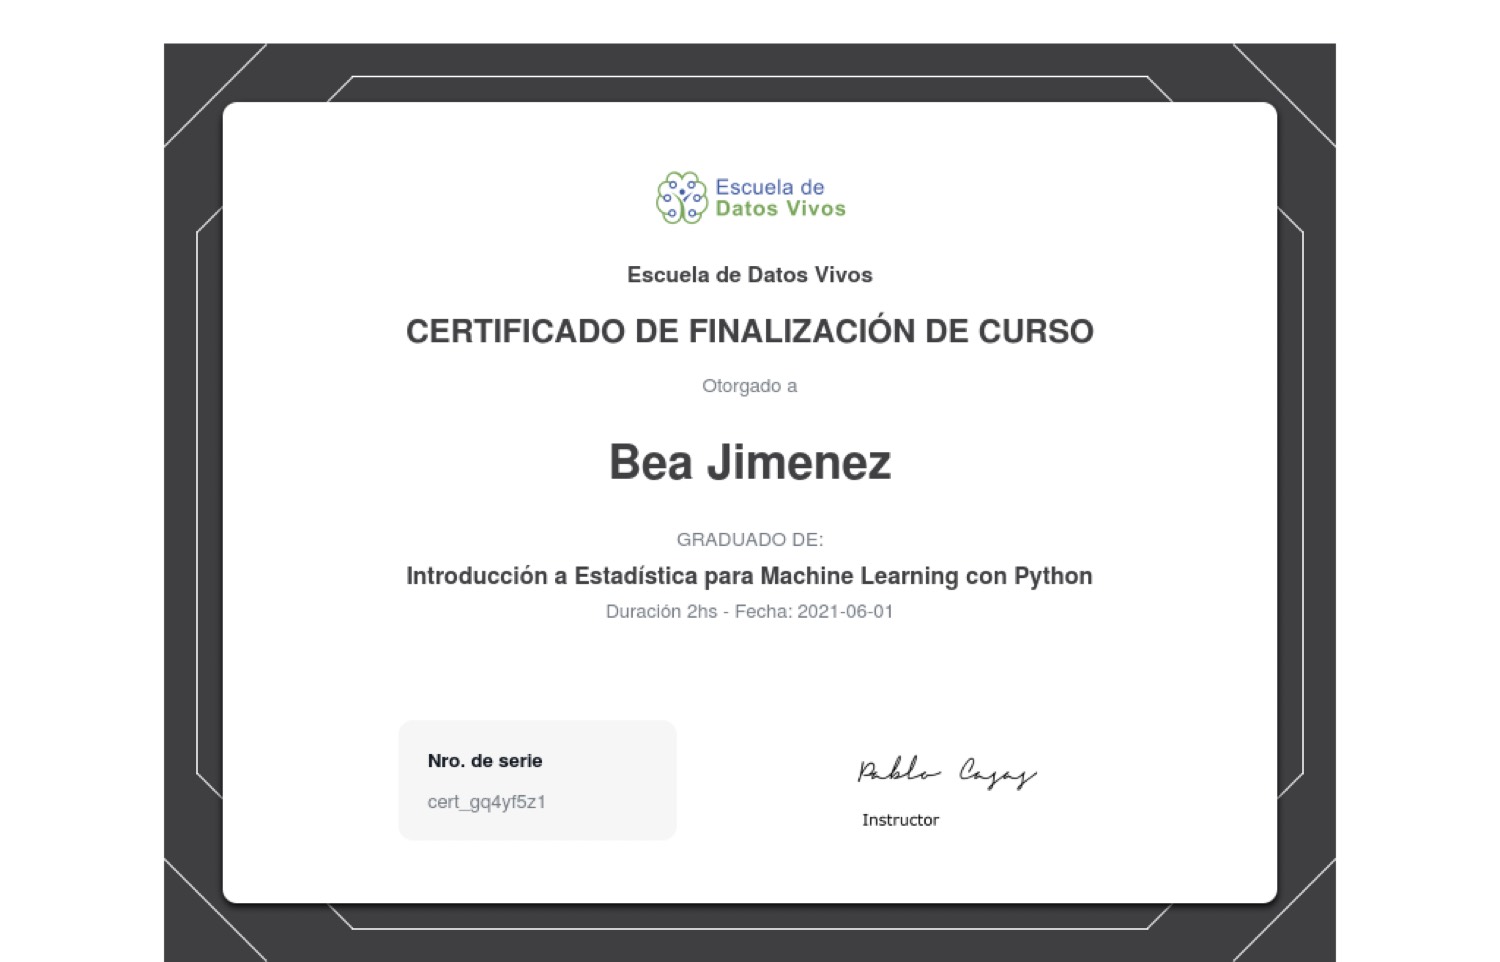 Escuela de
Datos Vivos
Escuela de Datos Vivos
CERTIFICADO DE FINALIZACIÓN DE CURSO
Otorgado a
Bea Jimenez
GRADUADO DE:
Introducción a Estadística para Machine Learning con Python
Duración 2hs - Fecha: 2021-06-01
Nro. de serie
cert_gq4yf5z1
Pablo Casas
Instructor